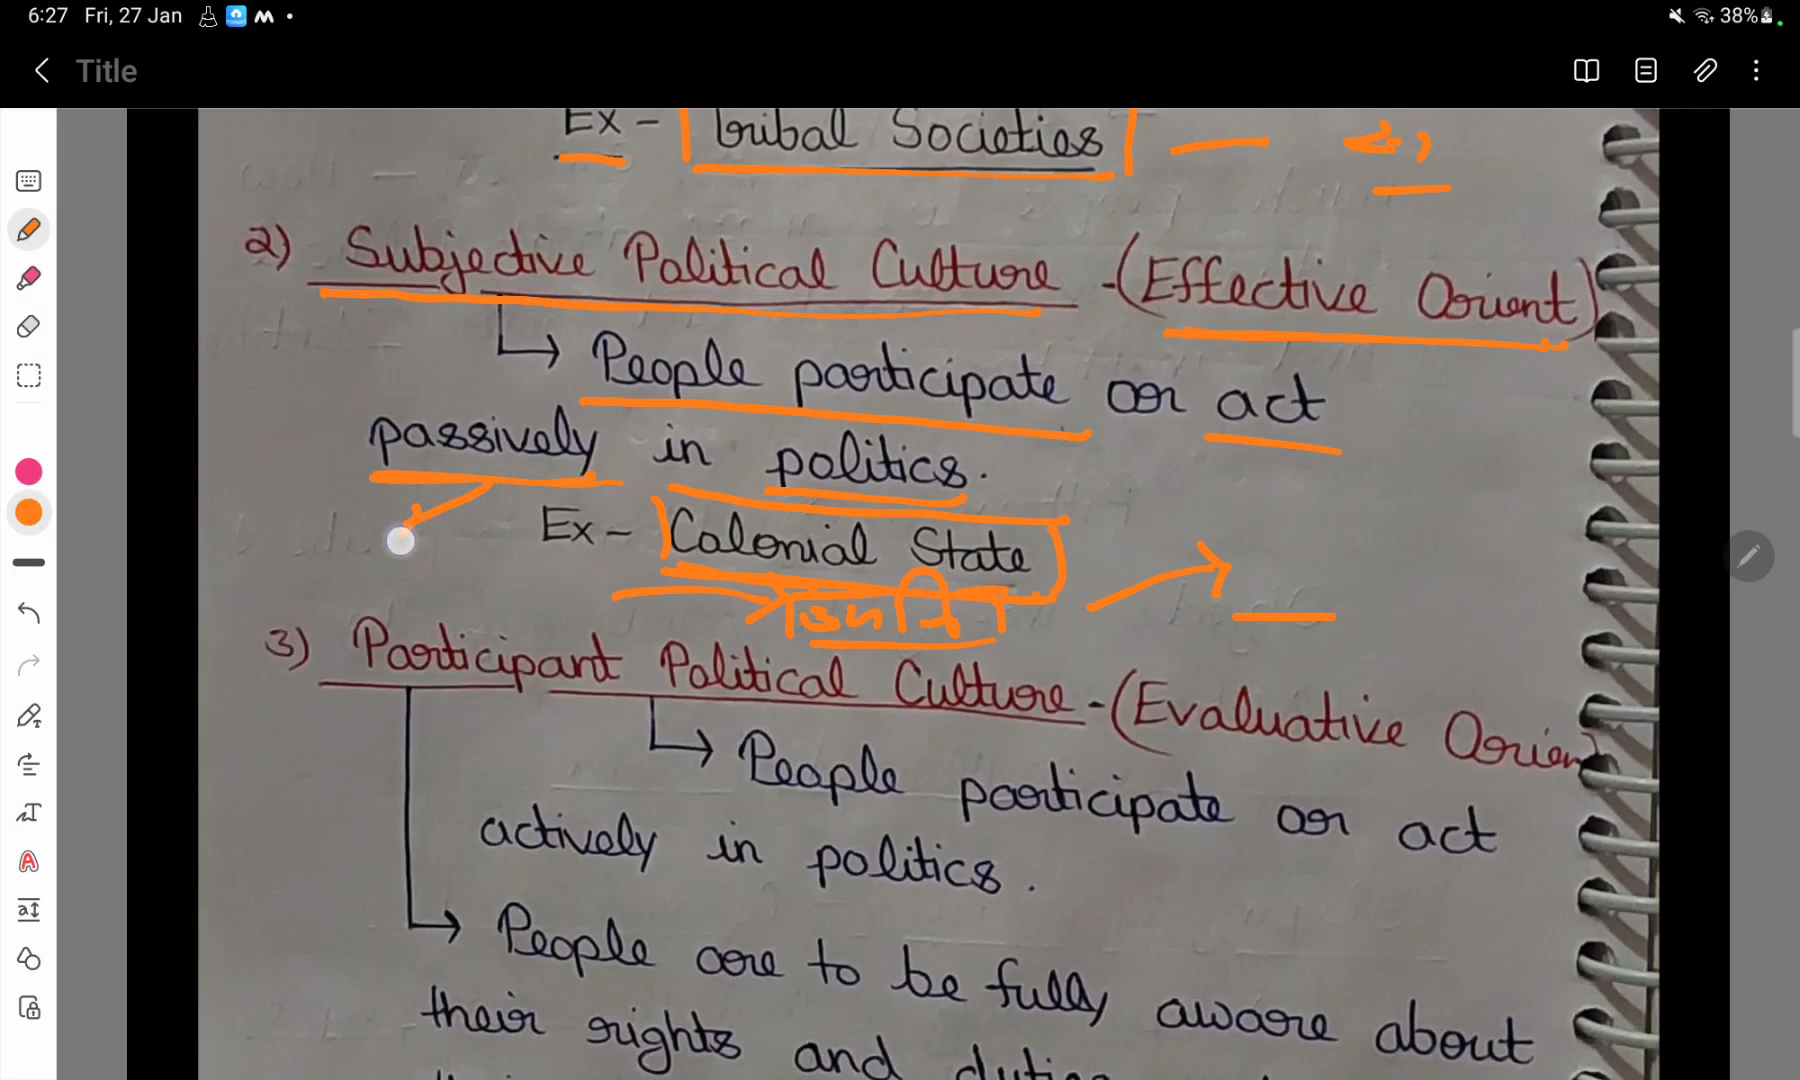 6:27 Fri, 27 Jan
38%
Title
Ex - Tribal Societies
2) Subjective Political Culture - (Effective Orient)
People participate or act
passively in politics.
Ex - Colonial State
3) Participant Political Culture - (Evaluative Orien
People participate or act
actively in politics.
People are to be fully aware about
their rights and duties